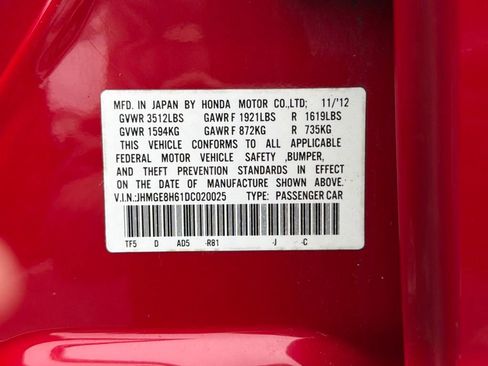 MFD. IN JAPAN BY HONDA MOTOR CO.,LTD; 11/'12
GVWR 3512LBS GAWR F 1921LBS R 1619LBS
GVWR 1594KG GAWR F 872KG R 735KG
THIS VEHICLE CONFORMS TO ALL APPLICABLE
FEDERAL MOTOR VEHICLE SAFETY ,BUMPER,
AND THEFT PREVENTION STANDARDS IN EFFECT
ON THE DATE OF MANUFACTURE SHOWN ABOVE.
V.I.N.:JHMGE8H61DC020025 TYPE: PASSENGER CAR
TF5 D AD5 -R81 -J -C